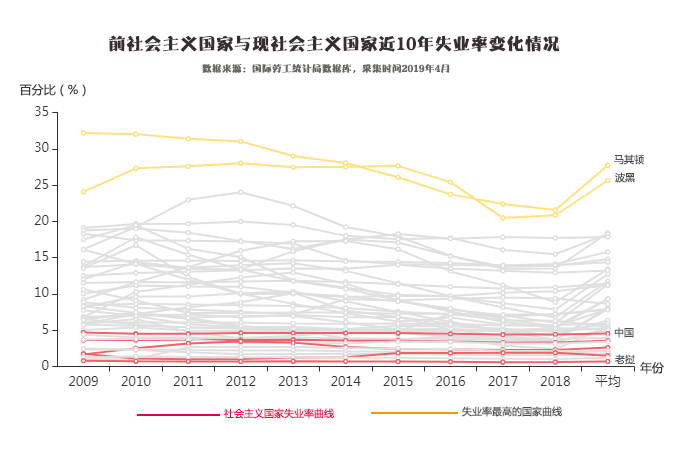 前社会主义国家与现社会主义国家近10年失业率变化情况
数据来源：国际劳工统计局数据库，采集时间2019年4月
百分比（%）
35
30
25
20
15
10
5
0
马其顿
波黑
中国
老挝
2009 2010 2011 2012 2013 2014 2015 2016 2017 2018 平均 年份
社会主义国家失业率曲线 失业率最高的国家曲线